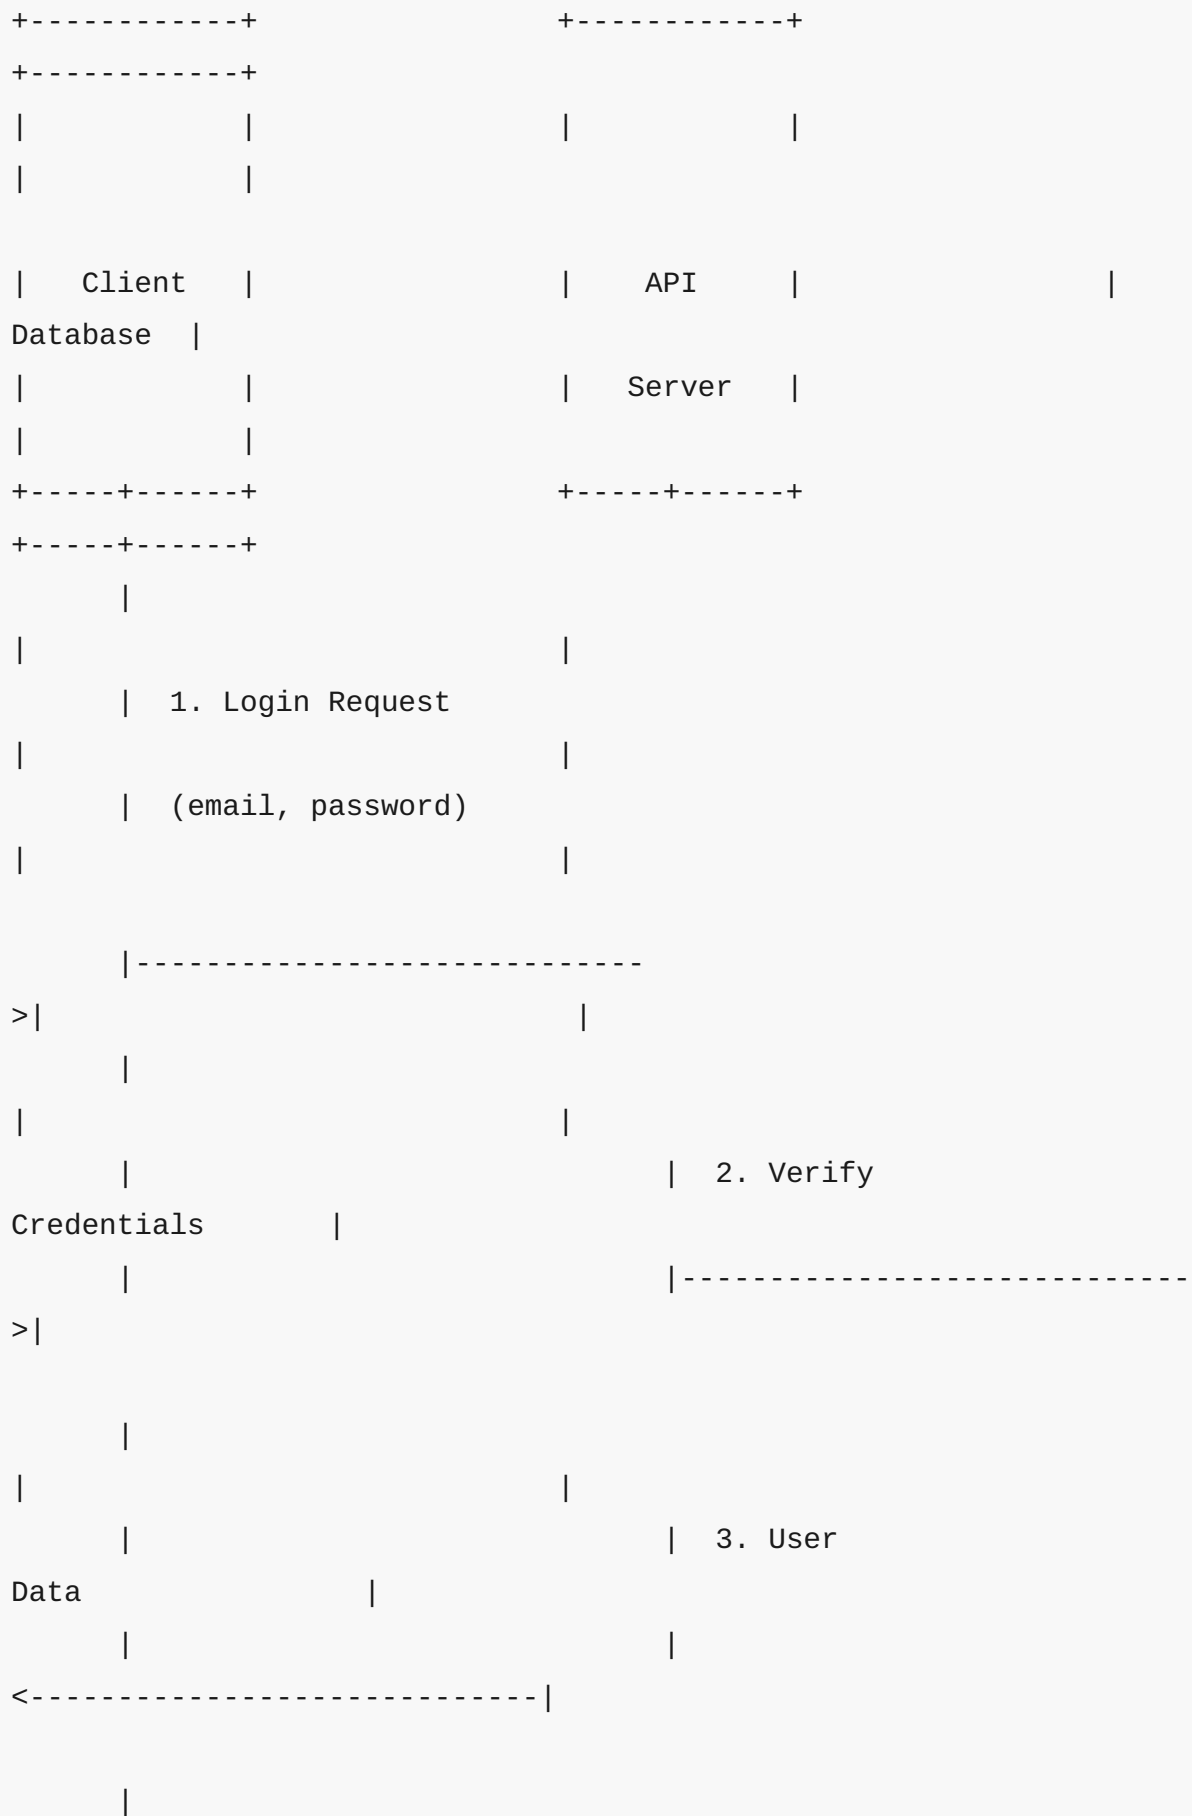 +------------+                 +------------+
+------------+
|            |                 |            |
|            |
|   Client   |                 |    API     |                 |
Database  |
|            |                 |   Server   |
|            |
+-----+------+                 +-----+------+
+-----+------+
      |
|                              |
      |  1. Login Request
|                              |
      |  (email, password)
|                              |
      |-----------------------------
>|                              |
      |
|                              |
      |                              |  2. Verify
Credentials       |
      |                              |-----------------------------
>|
      |
|                              |
      |                              |  3. User
Data                |
      |                              |
<-----------------------------|
      |